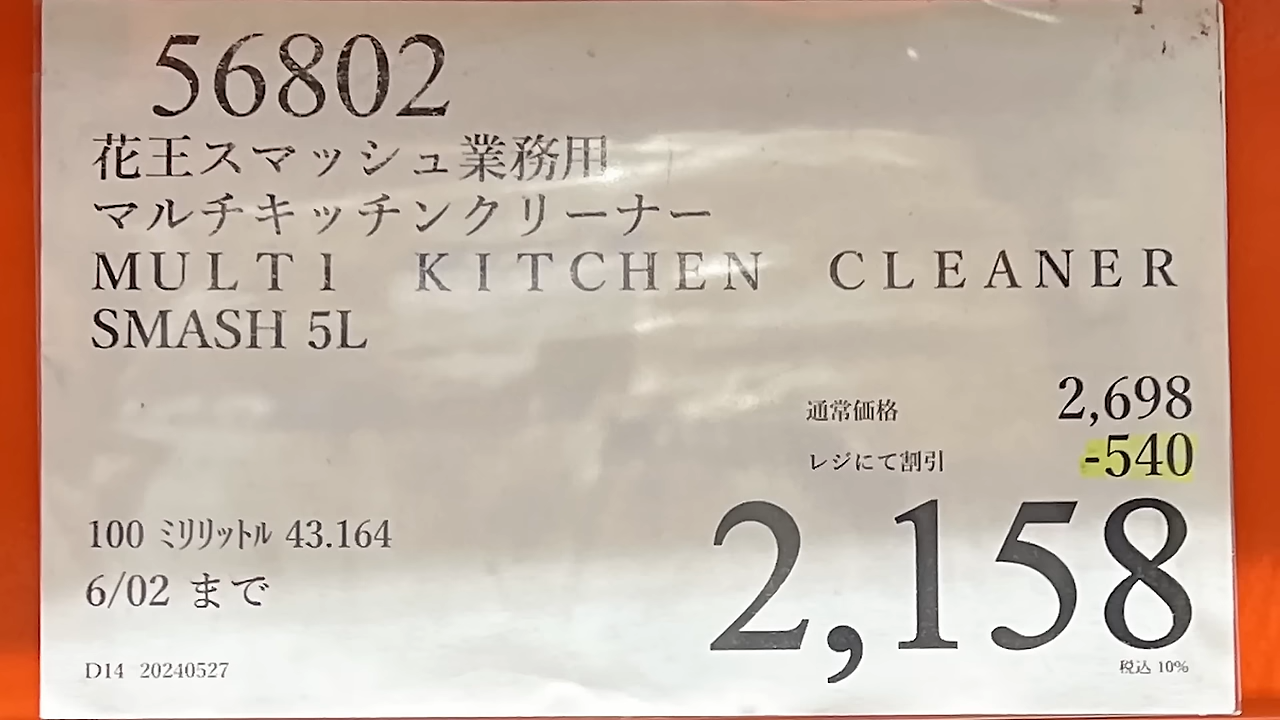 56802
花王スマッシュ業務用
マルチキッチンクリーナー
MULTI KITCHEN CLEANER
SMASH 5L
通常価格 2,698
レジにて割引 -540
2,158
100 ミリリットル 43.164
6/02 まで
D14 20240527
税込 10%